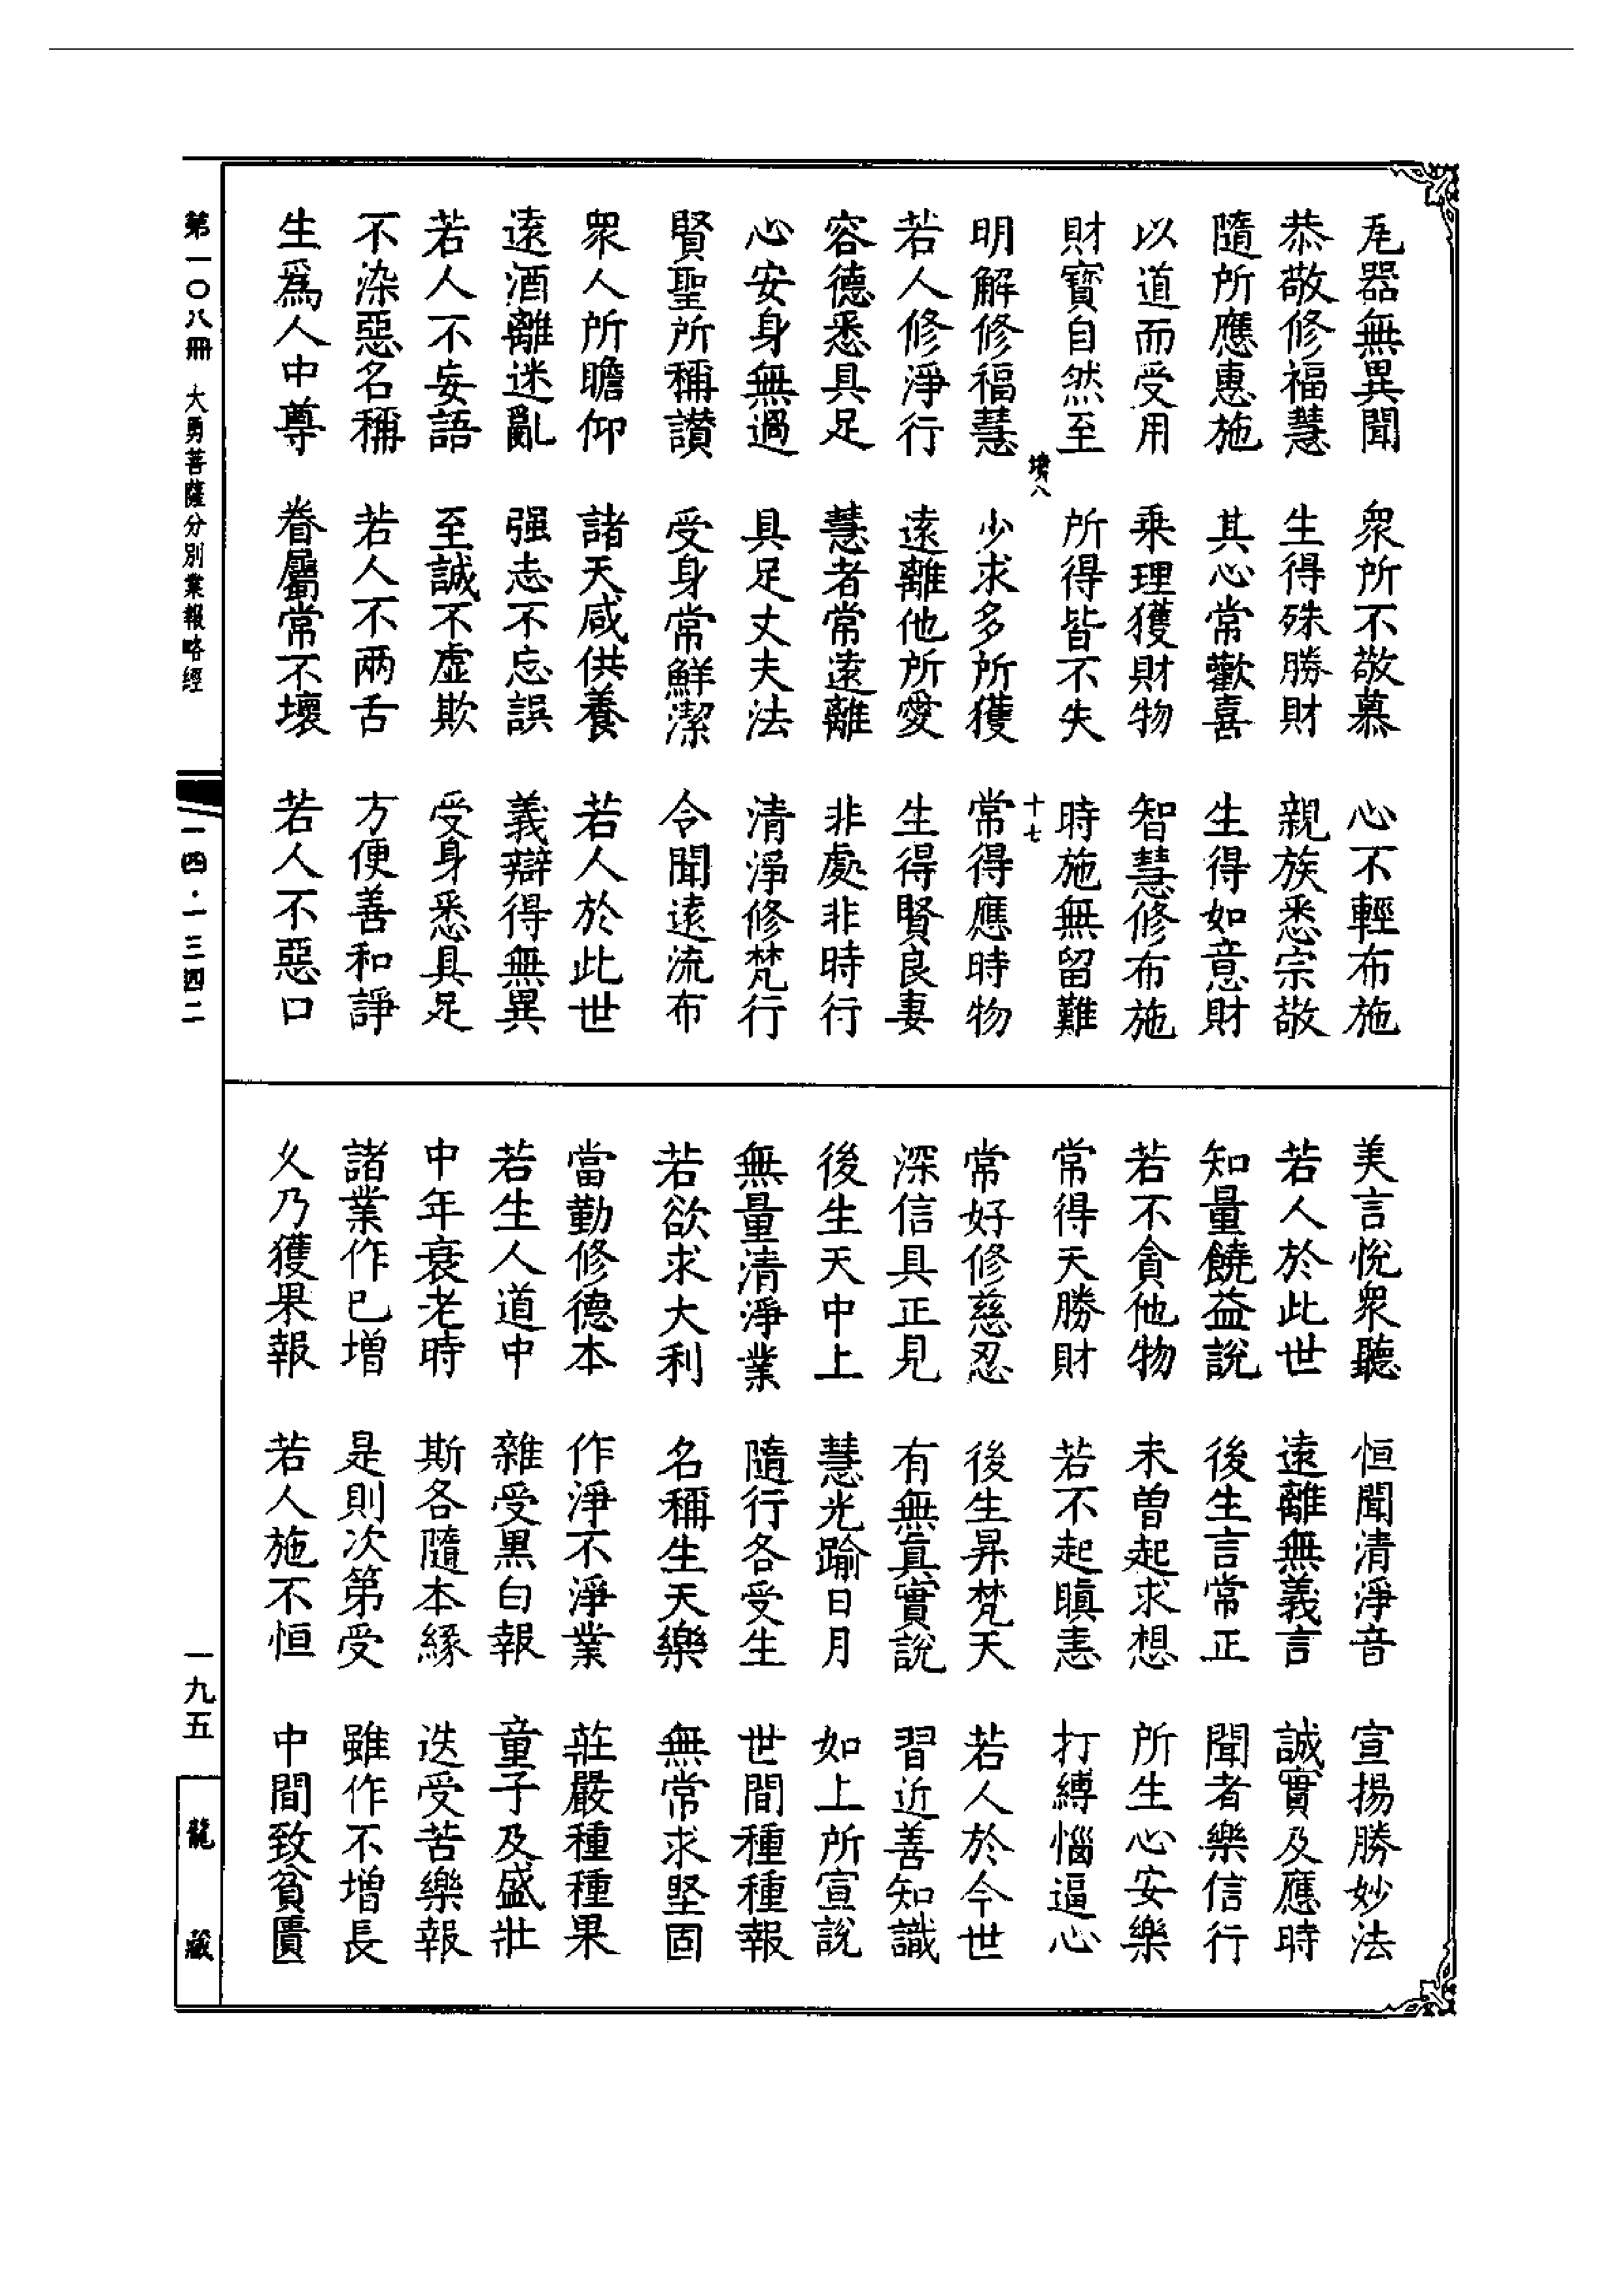 瓦器無異聞　眾所不敬慕　心不輕布施
恭敬修福慧　生得殊勝財　親族悉宗敬
隨所應惠施　其心常歡喜　生得如意財
以道而受用　乗理獲財物　智慧修布施
財寳自然至　所得皆不失　時施無留難
十七
明解修福慧　少求多所獲　常得應時物
若人修淨行　遠離他所愛　生得賢良妻
容德悉具足　慧者常遠離　非處非時行
心安身無過　具足丈夫法　清淨修梵行
賢聖所稱讃　受身常鮮潔　令聞遠流布
眾人所瞻仰　諸天咸供養　若人於此世
遠酒離迷亂　强志不忘誤　義辯得無異
若人不妄語　至誠不虛欺　受身悉具足
不染惡名稱　若人不兩舌　方便善和諍
生爲人中尊　眷屬常不壞　若人不惡口
美言悅眾聽　恒聞清淨音　宣揚勝妙法
若人於此世　遠離無義言　誠實及應時
知量饒益說　後生言常正　聞者樂信行
若不貪他物　未曽起求想　所生心安樂
常得天勝財　若不起瞋恚　打縛惱逼心
常好修慈忍　後生昇梵天　若人於今世
深信具正見　有無真實說　習近善知識
後生天中上　慧光踰日月　如上所宣說
無量清淨業　隨行各受生　世間種種報
若欲求大利　名稱生天樂　無常求堅固
當勤修德本　作淨不淨業　莊嚴種種果
若生人道中　雜受黒白報　童子及盛壯
中年衰老時　斯各隨本緣　迭受苦樂報
諸業作已增　是則次第受　雖作不增長
久乃獲果報　若人施不恒　中間致貧匱
第一〇八冊　大勇菩薩分別業報略經
一四·一三四二
一九五
龍藏